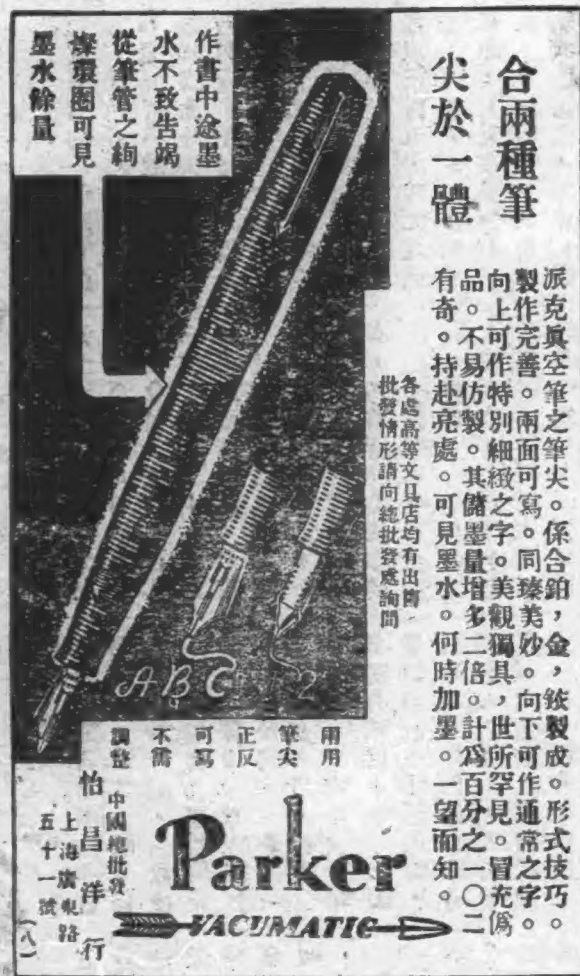 合兩種筆
尖於一體
派克眞空筆之筆尖。係合鉑，金，銥製成。形式技巧。
製作完善。兩面可寫。同臻美妙。向下可作通常之字。
向上可作特別細緻之字。美觀獨具，世所罕見。冒充僞
品。不易仿製。其儲墨量增多二倍。計爲百分之一〇二
有奇。持赴亮處。可見墨水。何時加墨。一望而知。
各處高等文具店均有出售
批發情形請向總批發處詢問
作書中途墨
水不致告竭
從筆管之絢
燦環圈可見
墨水餘量
ABC
2
兩用
筆尖
正反
可寫
不需
調整
Parker
VACUMATIC
中國總批發
怡昌洋行
上海廣東路
五十一號
(八)